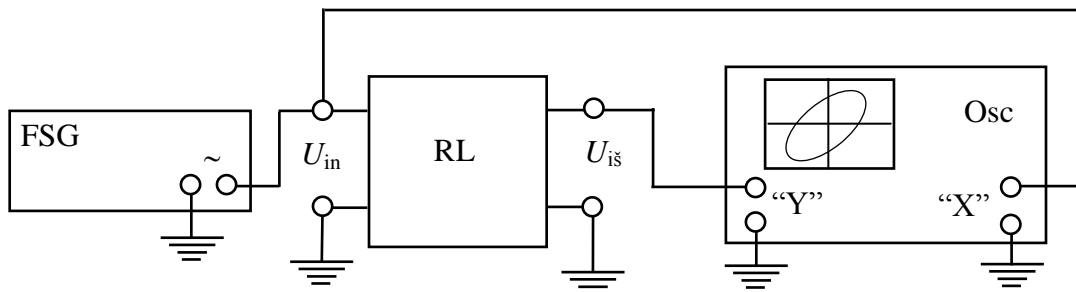 FSG
~
U_in
RL
U_iš
Osc
“Y”
“X”